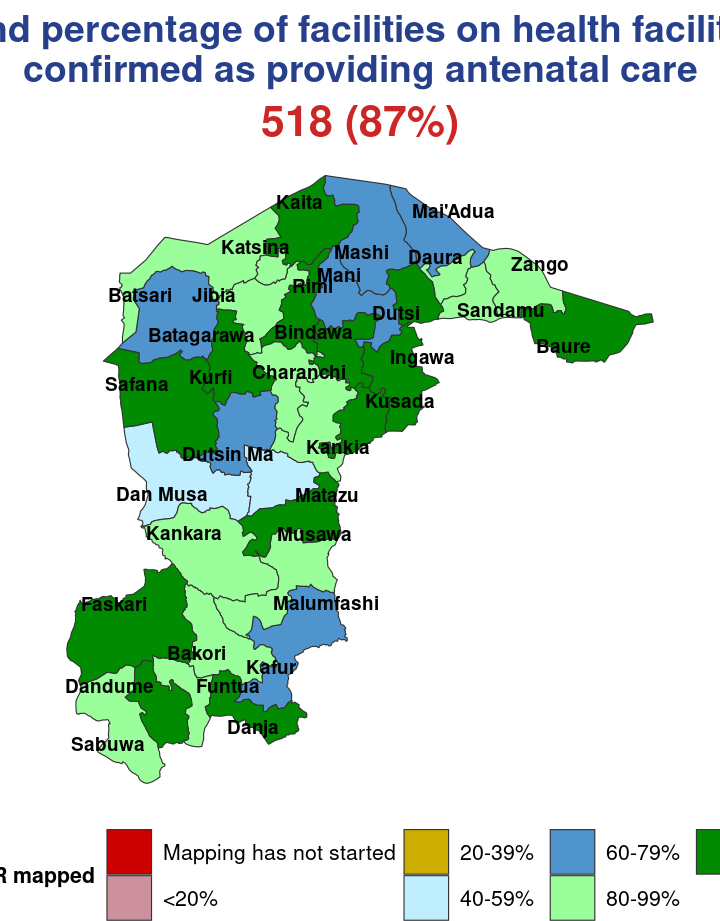 percentage of facilities on health
confirmed as providing antenatal care
518 (87%)
Kaita
Mai'Adua
Katsina
Mashi
Daura
Zango
Mani
Rimi
Batsari
Jibia
Sandamu
Dutsi
Batagarawa
Bindawa
Baure
Ingawa
Charanchi
Kurfi
Safana
Kusada
Kankia
Dutsin Ma
Dan Musa
Matazu
Kankara
Musawa
Faskari
Malumfashi
Bakori
Kafur
Dandume
Funtua
Danja
Sabuwa
Mapping has not started
20-39%
60-79%
mapped
<20%
40-59%
80-99%